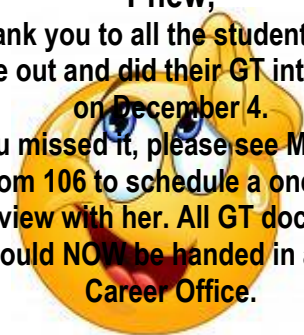 Phew,
ank you to all the student
e out and did their GT int
on December 4.
u missed it, please see M
om 106 to schedule a one
view with her. All GT doc
ould NOW be handed in a
Career Office.